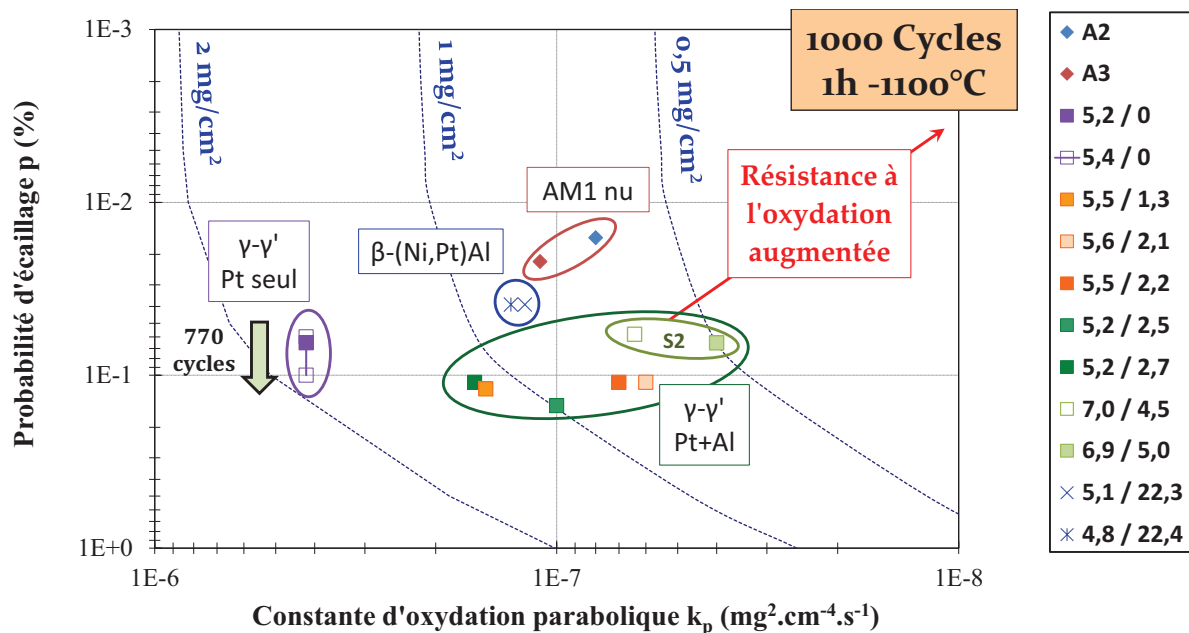 1000 Cycles
1h -1100°C
2 mg/cm²
1 mg/cm²
0,5 mg/cm²
Résistance à
l'oxydation
augmentée
AM1 nu
β-(Ni,Pt)Al
γ-γ'
Pt seul
770
cycles
S2
γ-γ'
Pt+Al
Probabilité d'écaillage p (%)
1E-3
1E-2
1E-1
1E+0
1E-6
1E-7
1E-8
Constante d'oxydation parabolique kₚ (mg².cm⁻⁴.s⁻¹)
A2
A3
5,2 / 0
5,4 / 0
5,5 / 1,3
5,6 / 2,1
5,5 / 2,2
5,2 / 2,5
5,2 / 2,7
7,0 / 4,5
6,9 / 5,0
5,1 / 22,3
4,8 / 22,4